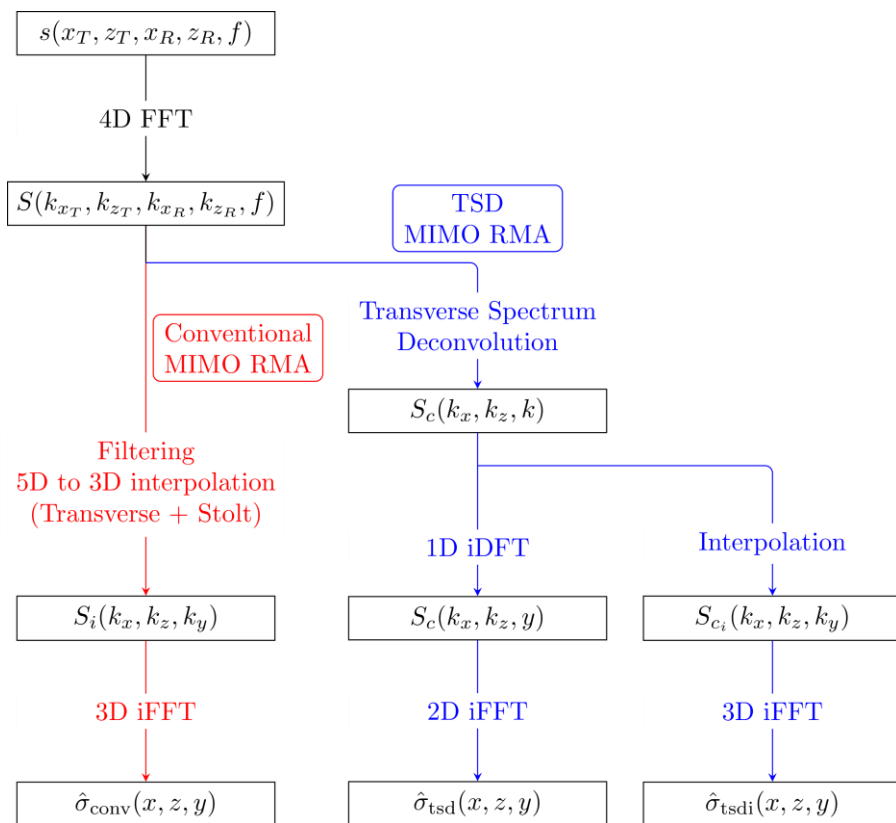 s(x_T, z_T, x_R, z_R, f)
4D FFT
S(k_{x_T}, k_{z_T}, k_{x_R}, k_{z_R}, f)
TSD
MIMO RMA
Conventional
MIMO RMA
Transverse Spectrum
Deconvolution
S_c(k_x, k_z, k)
Filtering
5D to 3D interpolation
(Transverse + Stolt)
1D iDFT
Interpolation
S_i(k_x, k_z, k_y)
S_c(k_x, k_z, y)
S_{c_i}(k_x, k_z, k_y)
3D iFFT
2D iFFT
3D iFFT
σ̂_conv(x, z, y)
σ̂_tsd(x, z, y)
σ̂_tsdi(x, z, y)